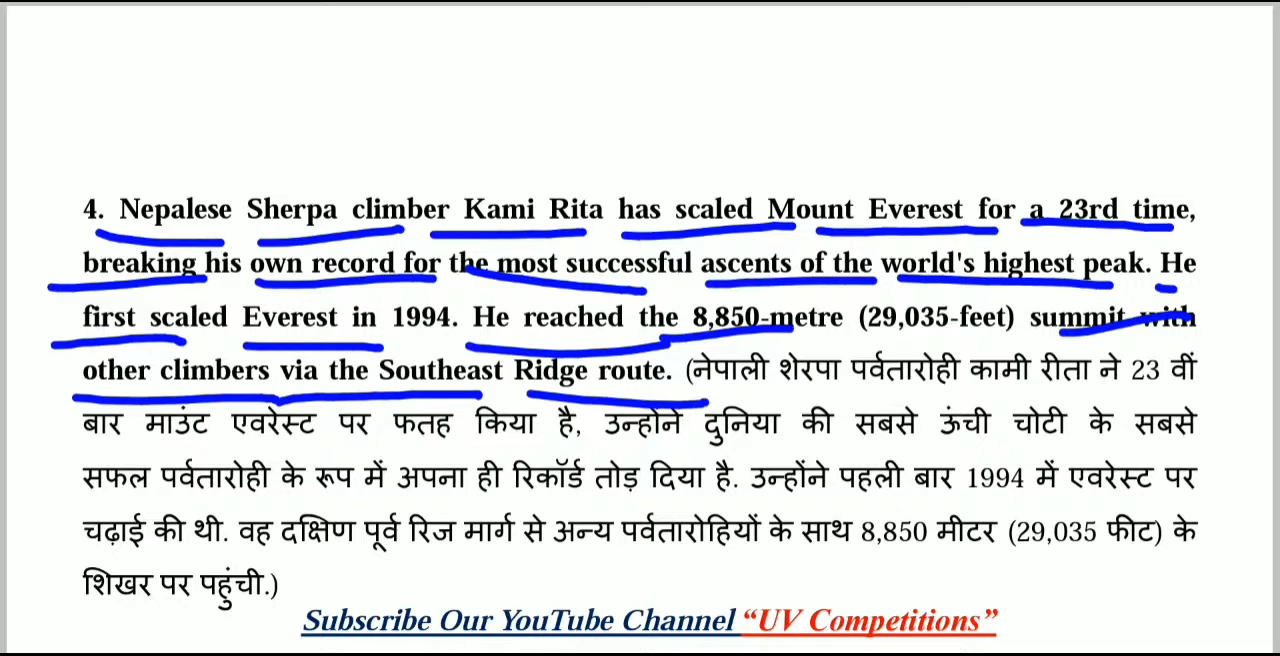 4. Nepalese Sherpa climber Kami Rita has scaled Mount Everest for a 23rd time,
breaking his own record for the most successful ascents of the world's highest peak. He
first scaled Everest in 1994. He reached the 8,850-metre (29,035-feet) summit with
other climbers via the Southeast Ridge route. (नेपाली शेरपा पर्वतारोही कामी रीता ने 23 वीं
बार माउंट एवरेस्ट पर फतह किया है, उन्होंने दुनिया की सबसे ऊंची चोटी के सबसे
सफल पर्वतारोही के रूप में अपना ही रिकॉर्ड तोड़ दिया है. उन्होंने पहली बार 1994 में एवरेस्ट पर
चढ़ाई की थी. वह दक्षिण पूर्व रिज मार्ग से अन्य पर्वतारोहियों के साथ 8,850 मीटर (29,035 फीट) के
शिखर पर पहुंची.)
Subscribe Our YouTube Channel “UV Competitions”